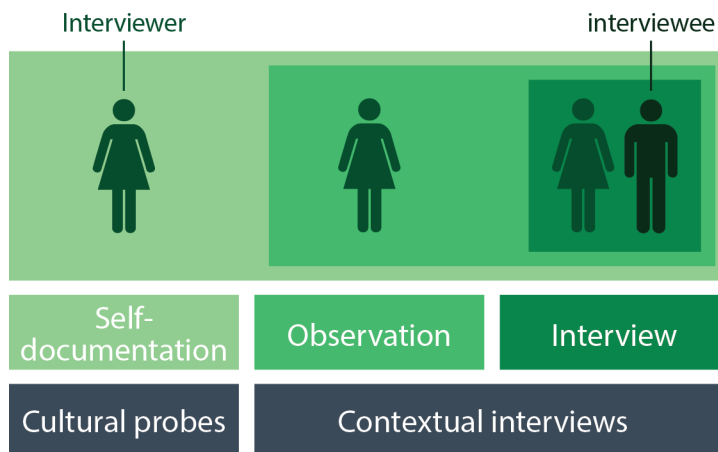 Interviewer
interviewee
Self-
documentation
Observation
Interview
Cultural probes
Contextual interviews